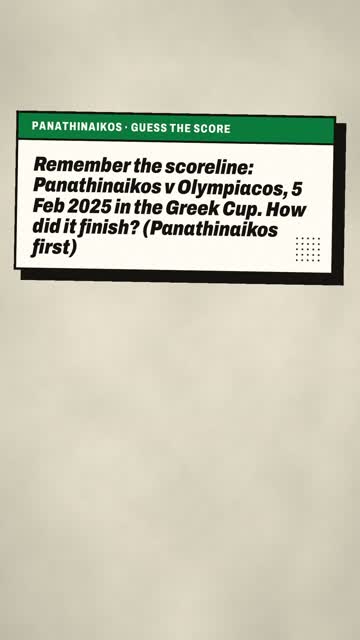 PANATHINAIKOS · GUESS THE SCORE
Remember the scoreline:
Panathinaikos v Olympiacos, 5
Feb 2025 in the Greek Cup. How
did it finish? (Panathinaikos
first)